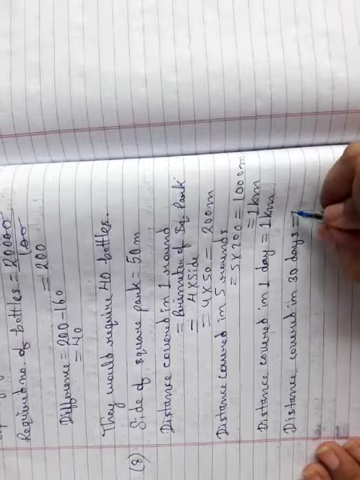 Required no. of bottles = 20000
100
= 200
Difference = 200-160
= 40
They would require 40 bottles.
(8) Side of square park = 50m
Distance covered in 1 round
= Perimeter of Sq. Park
= 4 x Side
= 4 x 50 = 200m
Distance covered in 5 rounds
= 5 x 200 = 1000m
= 1km
Distance covered in 1 day = 1km
Distance covered in 30 days =